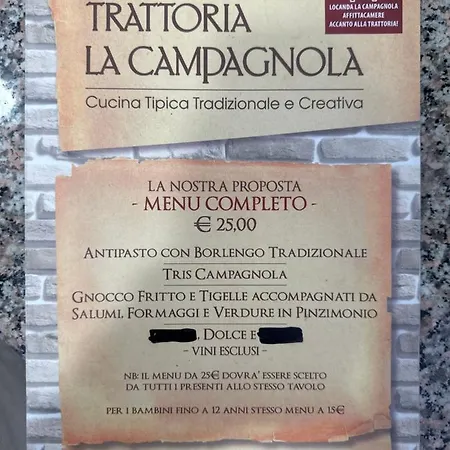 TRATTORIA
LA CAMPAGNOLA
Cucina Tipica Tradizionale e Creativa
LOCANDA LA CAMPAGNOLA
AFFITTACAMERE
ACCANTO ALLA TRATTORIA!
LA NOSTRA PROPOSTA
- MENU COMPLETO -
€ 25,00
ANTIPASTO CON BORLENGO TRADIZIONALE
TRIS CAMPAGNOLA
GNOCCO FRITTO E TIGELLE ACCOMPAGNATI DA
SALUMI, FORMAGGI E VERDURE IN PINZIMONIO
, DOLCE E
- VINI ESCLUSI -
NB: IL MENU DA 25€ DOVRA' ESSERE SCELTO
DA TUTTI I PRESENTI ALLO STESSO TAVOLO
PER I BAMBINI FINO A 12 ANNI STESSO MENU A 15€